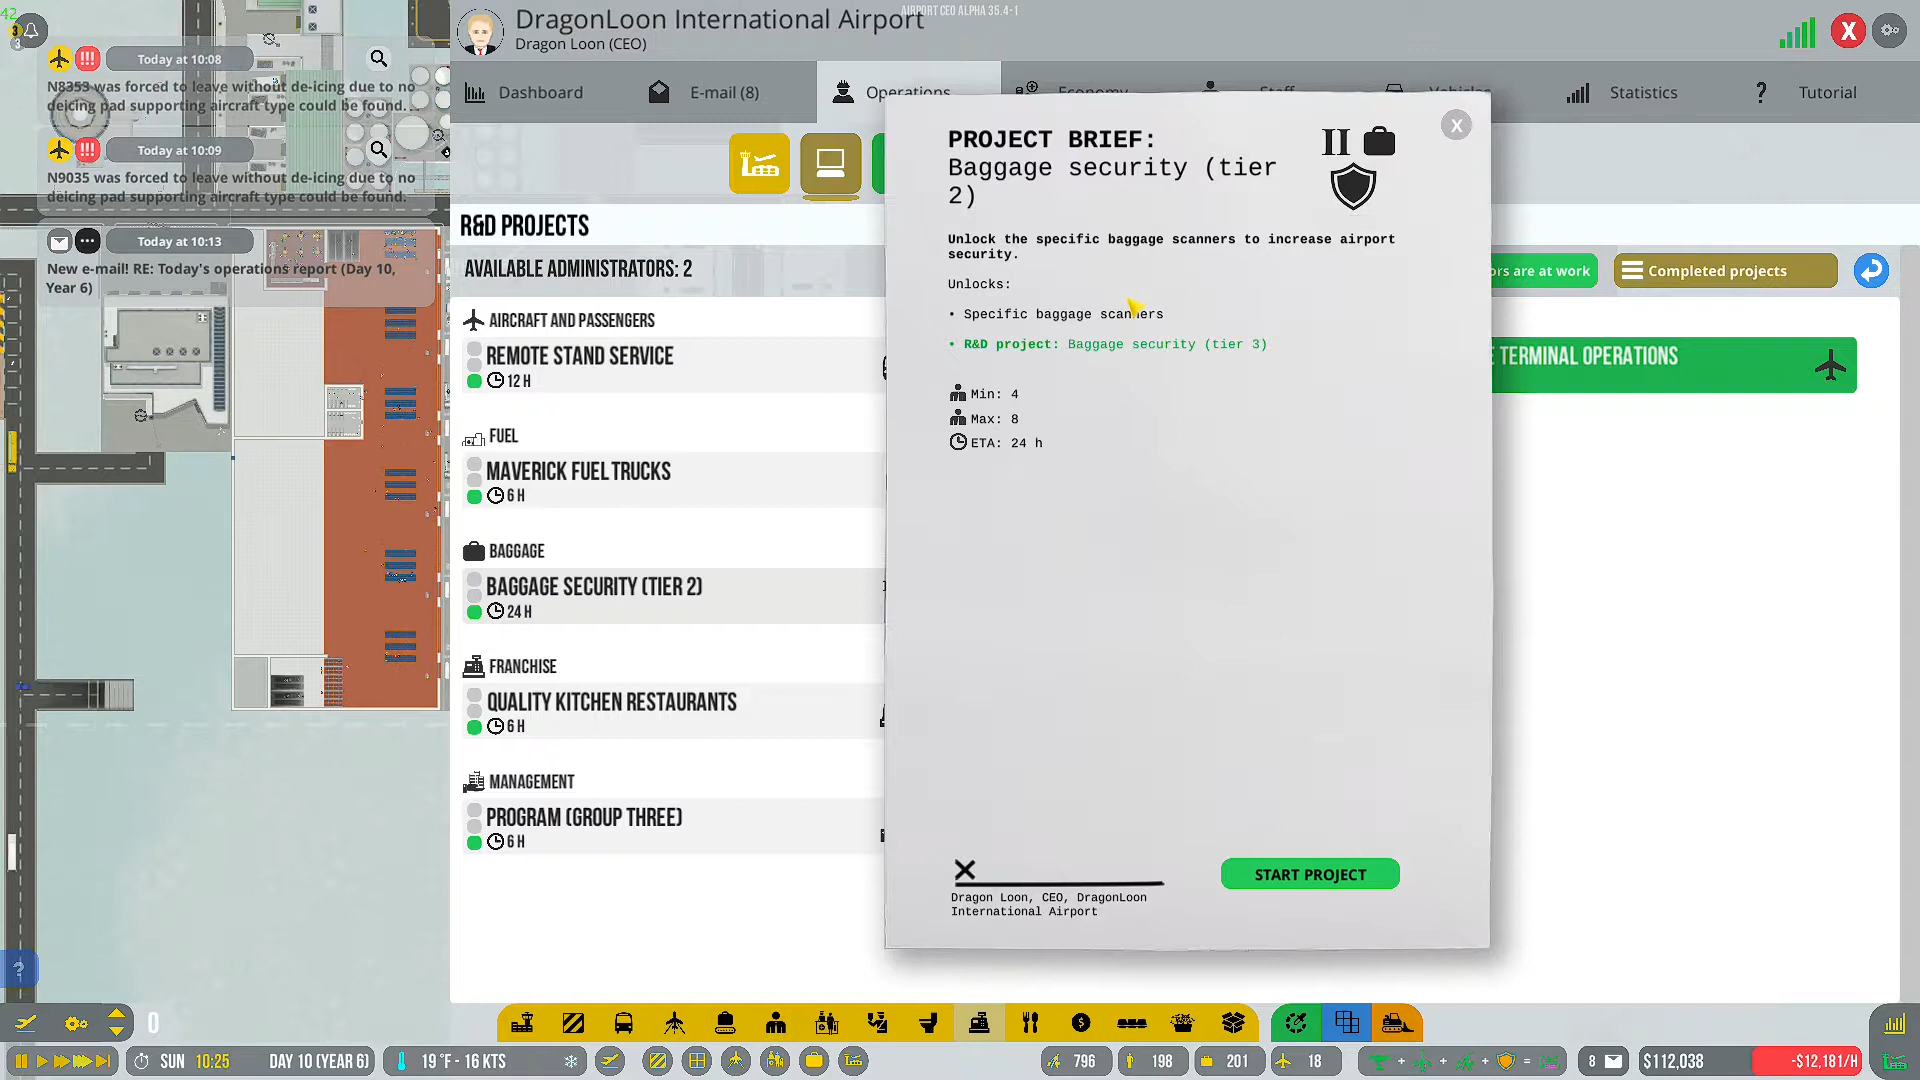 42
DragonLoon International Airport
AIRPORT CEO ALPHA 35.4-1
Dragon Loon (CEO)
X
3
3
!!! Today at 10:08
N8353 was forced to leave without de-icing due to no
deicing pad supporting aircraft type could be found.
!!! Today at 10:09
N9035 was forced to leave without de-icing due to no
deicing pad supporting aircraft type could be found.
Today at 10:13
New e-mail! RE: Today's operations report (Day 10,
Year 6)
Dashboard
E-mail (8)
Operations
Economy
Staff
Vehicles
Statistics
? Tutorial
R&D PROJECTS
AVAILABLE ADMINISTRATORS: 2
ors are at work
Completed projects
AIRCRAFT AND PASSENGERS
REMOTE STAND SERVICE
12 H
FUEL
MAVERICK FUEL TRUCKS
6 H
BAGGAGE
BAGGAGE SECURITY (TIER 2)
24 H
FRANCHISE
QUALITY KITCHEN RESTAURANTS
6 H
MANAGEMENT
PROGRAM (GROUP THREE)
6 H
E TERMINAL OPERATIONS
X
PROJECT BRIEF:
Baggage security (tier
2)
II
Unlock the specific baggage scanners to increase airport
security.
Unlocks:
• Specific baggage scanners
• R&D project: Baggage security (tier 3)
Min: 4
Max: 8
ETA: 24 h
X
START PROJECT
Dragon Loon, CEO, DragonLoon
International Airport
?
0
SUN 10:25 DAY 10 (YEAR 6)
19 °F - 16 KTS
796
198
201
18
+ + + =
8
$112,038
-$12,181/H